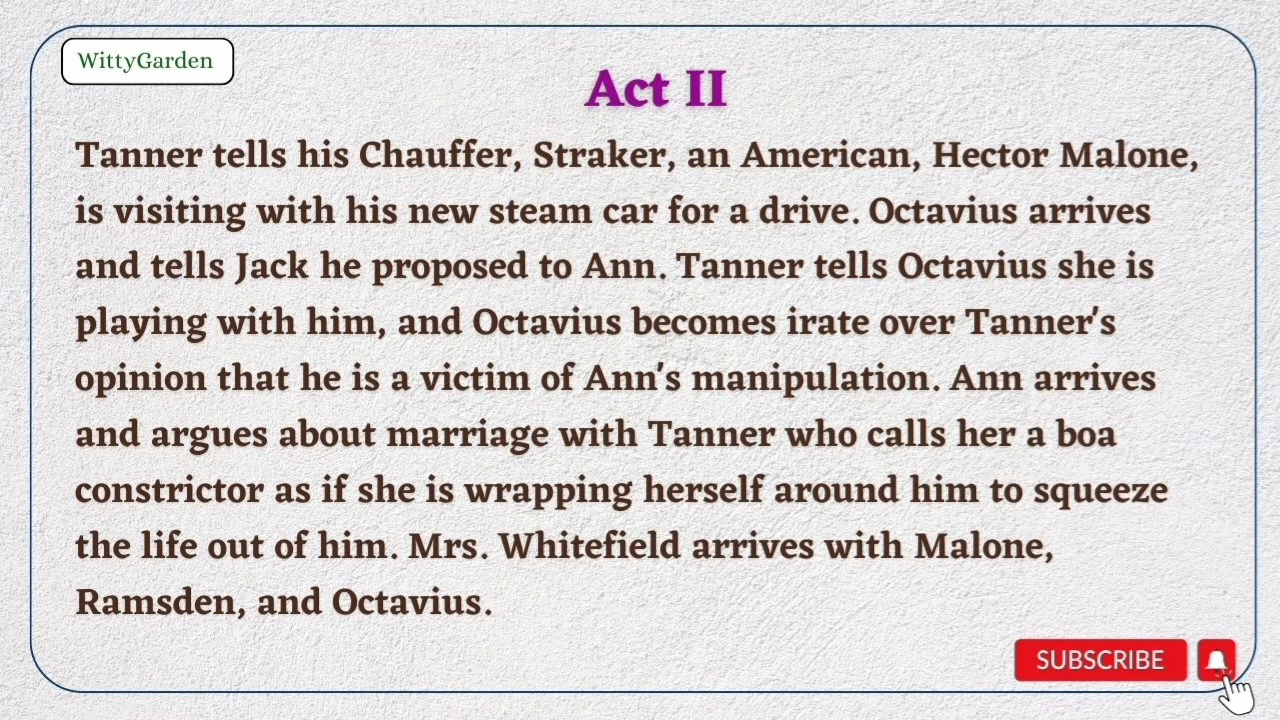 WittyGarden
Act II
Tanner tells his Chauffer, Straker, an American, Hector Malone,
is visiting with his new steam car for a drive. Octavius arrives
and tells Jack he proposed to Ann. Tanner tells Octavius she is
playing with him, and Octavius becomes irate over Tanner's
opinion that he is a victim of Ann's manipulation. Ann arrives
and argues about marriage with Tanner who calls her a boa
constrictor as if she is wrapping herself around him to squeeze
the life out of him. Mrs. Whitefield arrives with Malone,
Ramsden, and Octavius.
SUBSCRIBE